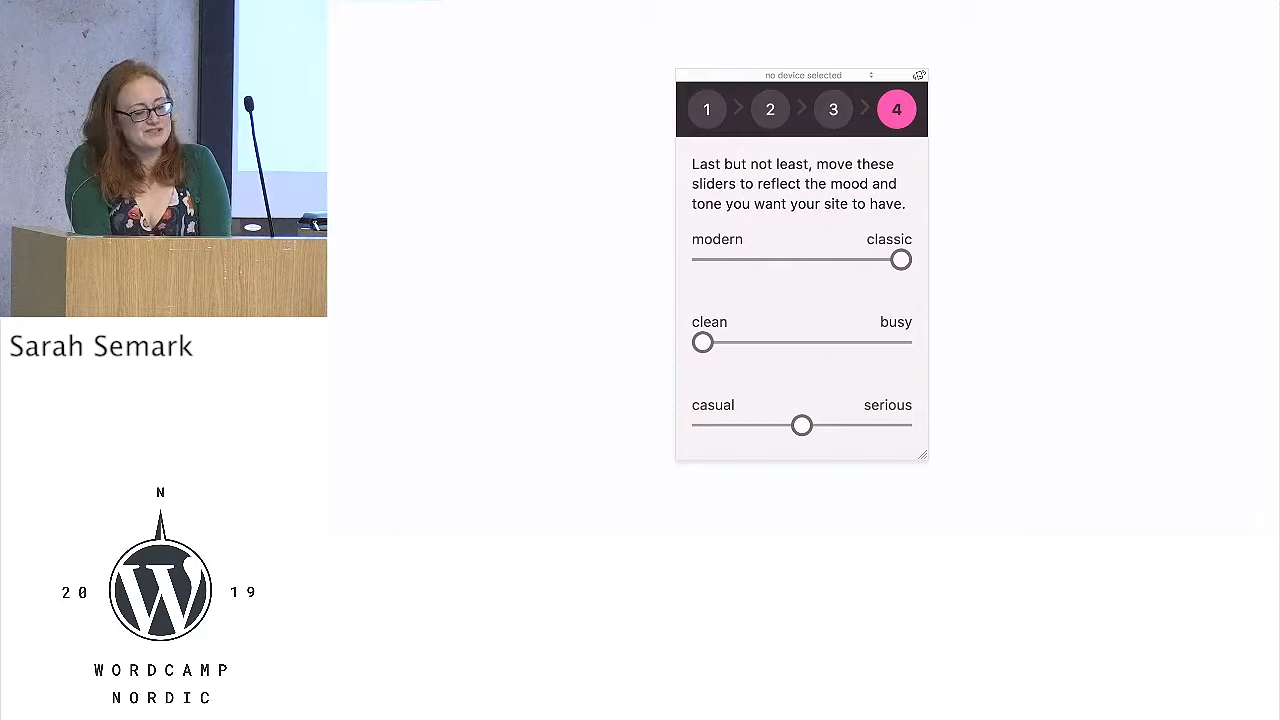 no device selected
1
2
3
4
Last but not least, move these
sliders to reflect the mood and
tone you want your site to have.
modern classic
clean busy
casual serious
Sarah Semark
N
20 19
WORDCAMP
NORDIC